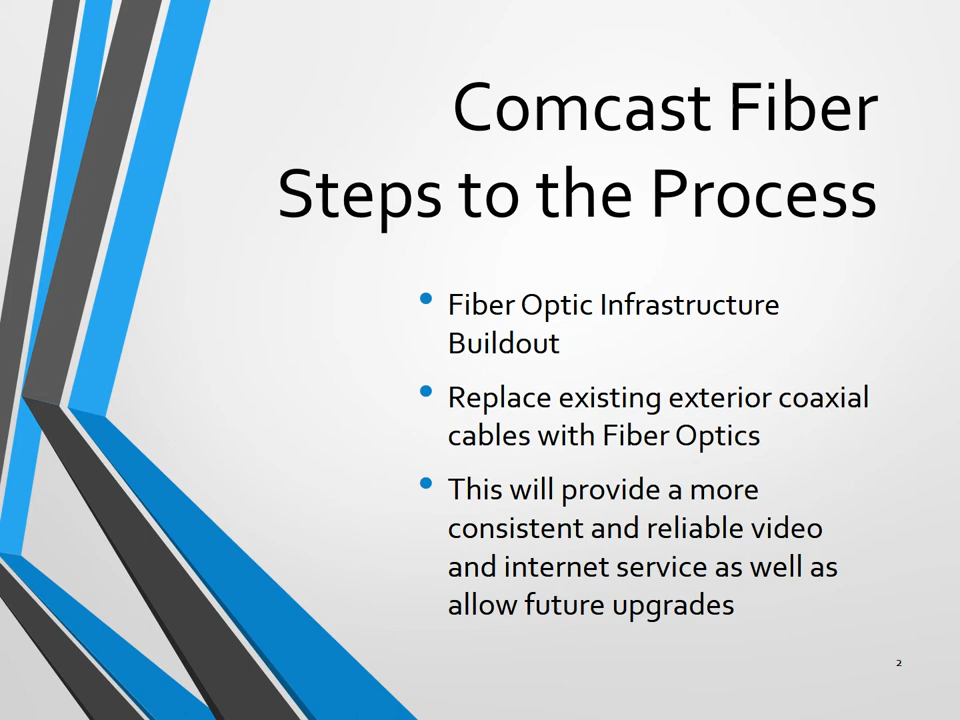 Comcast Fiber
Steps to the Process
• Fiber Optic Infrastructure
Buildout
• Replace existing exterior coaxial
cables with Fiber Optics
• This will provide a more
consistent and reliable video
and internet service as well as
allow future upgrades
2